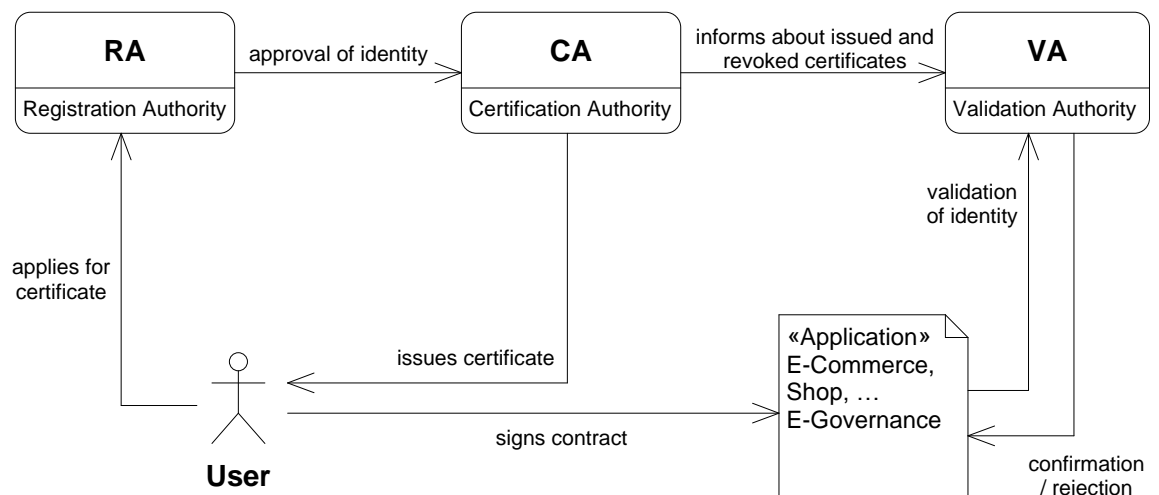 RA
Registration Authority
approval of identity
CA
Certification Authority
informs about issued and
revoked certificates
VA
Validation Authority
validation
of identity
applies for
certificate
issues certificate
«Application»
E-Commerce,
Shop, …
E-Governance
signs contract
User
confirmation
/ rejection